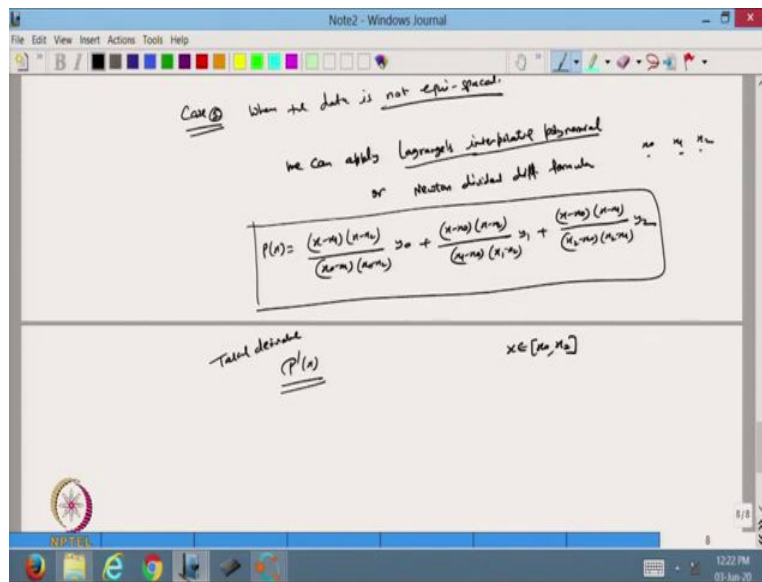 Note2 - Windows Journal
File Edit View Insert Actions Tools Help
B I
Case ⑤ When the data is not equi-spaced.
we can apply Lagrange's interpolating polynomial
x0 x1 x2
or Newton divided diff. formula
P(x) = (x-x1)(x-x2)/(x0-x1)(x0-x2) y0 + (x-x0)(x-x2)/(x1-x0)(x1-x2) y1 + (x-x0)(x-x1)/(x2-x0)(x2-x1) y2
x∈[x0,x2]
P'(x)
NPTEL
8/8
8
12:22 PM
03-Jun-20